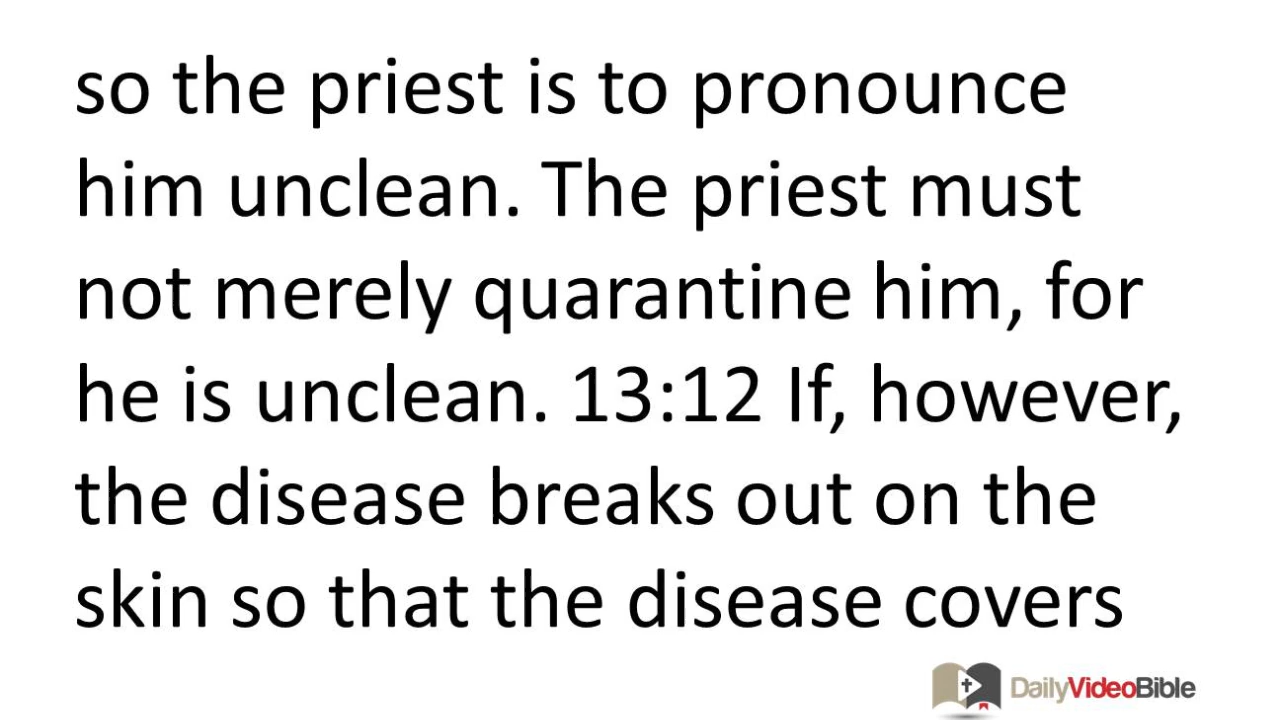 so the priest is to pronounce
him unclean. The priest must
not merely quarantine him, for
he is unclean. 13:12 If, however,
the disease breaks out on the
skin so that the disease covers
DailyVideoBible